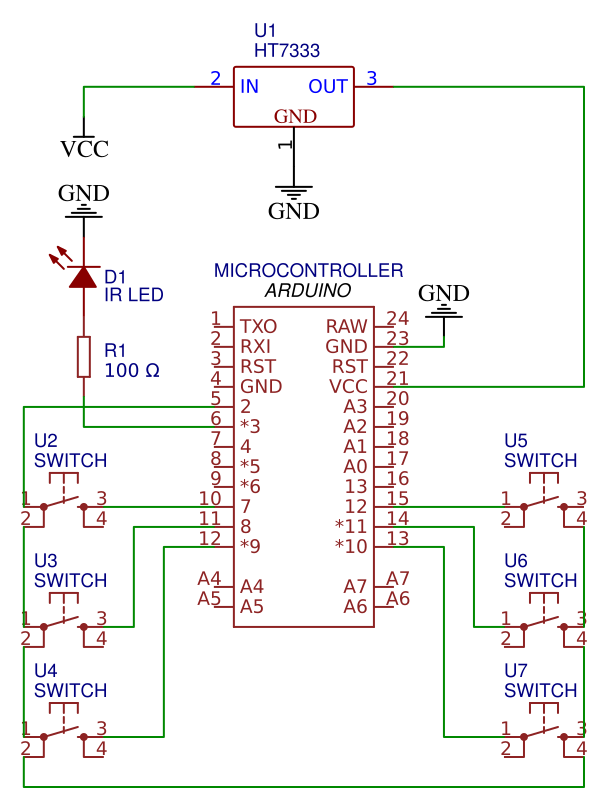 U1
HT7333
2 IN OUT 3
GND
1
VCC
GND
GND
D1
IR LED
R1
100 Ω
MICROCONTROLLER
ARDUINO
GND
1 TXO RAW 24
2 RXI GND 23
3 RST RST 22
4 GND VCC 21
5 2 A3 20
6 *3 A2 19
7 4 A1 18
8 *5 A0 17
9 *6 13 16
10 7 12 15
11 8 *11 14
12 *9 *10 13
A4 A4 A7 A7
A5 A5 A6 A6
U2
SWITCH
1 3
2 4
U3
SWITCH
1 3
2 4
U4
SWITCH
1 3
2 4
U5
SWITCH
1 3
2 4
U6
SWITCH
1 3
2 4
U7
SWITCH
1 3
2 4